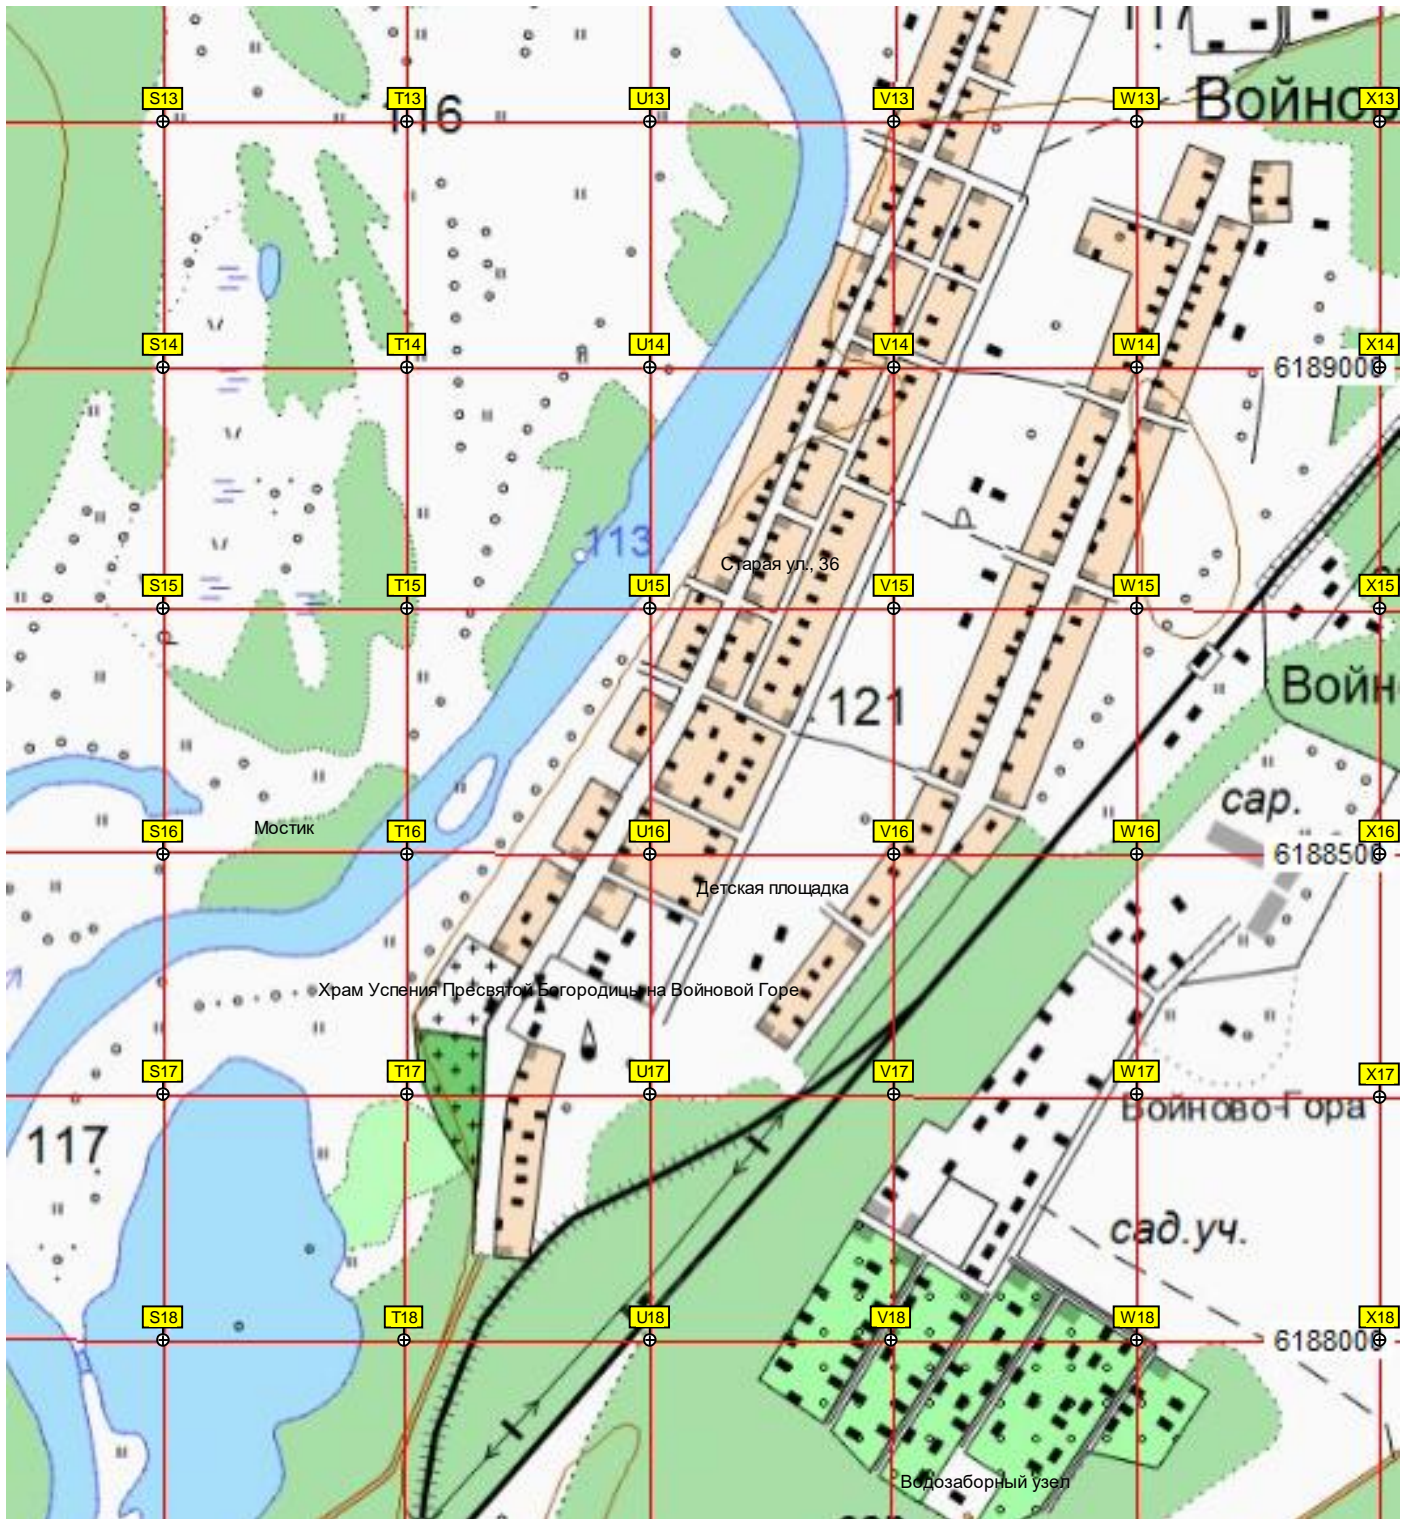 117
Войнов
S13 T13 U13 V13 W13 X13
116
S14 T14 U14 V14 W14 X14
6189000
113
Старая ул., 36
S15 T15 U15 V15 W15 X15
121
Войн
сар.
Мостик
S16 T16 U16 V16 W16 X16
6188500
Детская площадка
Храм Успения Пресвятой Богородицы на Войновой Горе
S17 T17 U17 V17 W17 X17
Войново-Гора
117
сад.уч.
S18 T18 U18 V18 W18 X18
6188000
Водозаборный узел